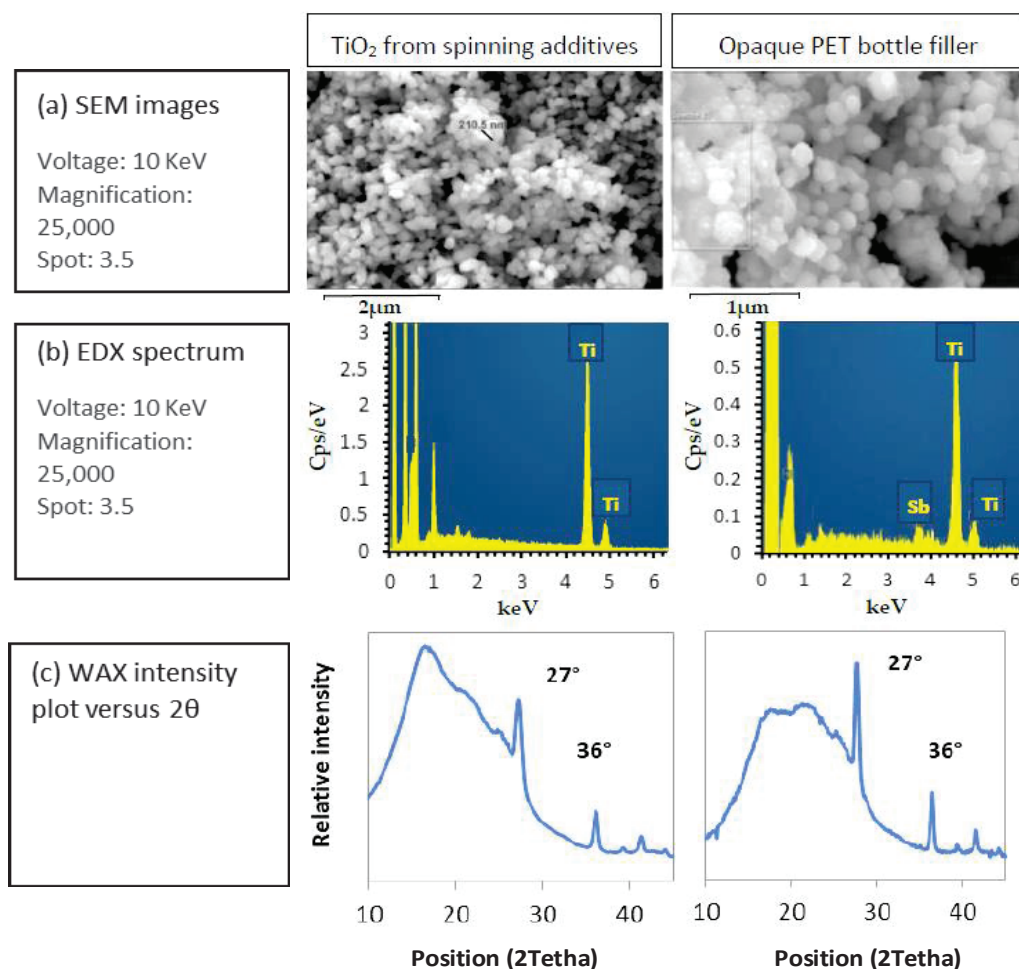 TiO₂ from spinning additives
Opaque PET bottle filler
(a) SEM images
Voltage: 10 KeV
Magnification:
25,000
Spot: 3.5
210.5 nm
2μm
1μm
(b) EDX spectrum
Voltage: 10 KeV
Magnification:
25,000
Spot: 3.5
Cps/eV
3
2.5
2
1.5
1
0.5
0
Ti
Ti
0 1 2 3 4 5 6
keV
Cps/eV
0.6
0.5
0.4
0.3
0.2
0.1
0
Ti
Sb
Ti
0 1 2 3 4 5 6
keV
(c) WAX intensity
plot versus 2θ
Relative intensity
27°
36°
10 20 30 40
Position (2Tetha)
27°
36°
10 20 30 40
Position (2Tetha)